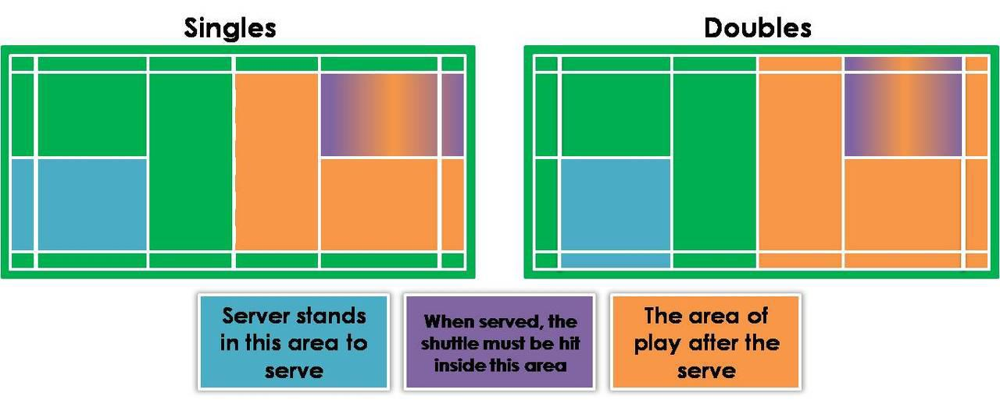 Singles
Doubles
Server stands
in this area to
serve
When served, the
shuttle must be hit
inside this area
The area of
play after the
serve